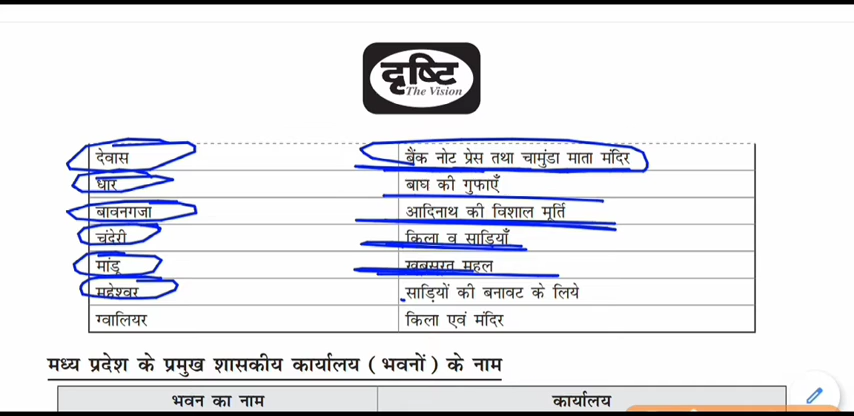 दृष्टि
The Vision
देवास बैंक नोट प्रेस तथा चामुंडा माता मंदिर
धार बाघ की गुफाएँ
बावनगजा आदिनाथ की विशाल मूर्ति
चंदेरी किला व साड़ियाँ
मांडू खूबसूरत महल
महेश्वर साड़ियों की बनावट के लिये
ग्वालियर किला एवं मंदिर
मध्य प्रदेश के प्रमुख शासकीय कार्यालय ( भवनों ) के नाम
भवन का नाम कार्यालय